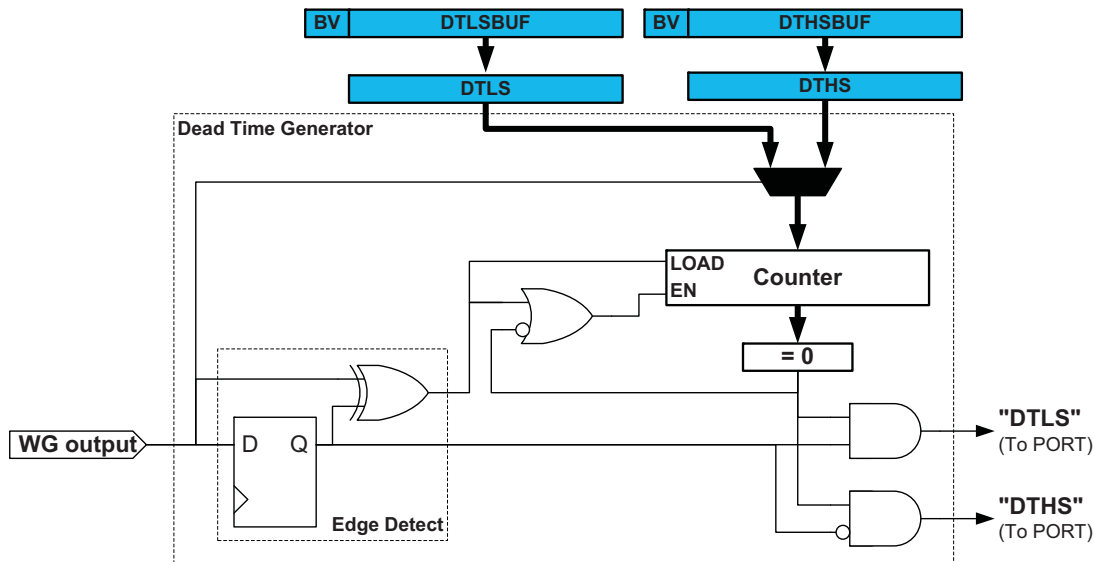 BV DTLSBUF BV DTHSBUF
DTLS DTHS
Dead Time Generator
LOAD
Counter
EN
= 0
"DTLS"
(To PORT)
WG output D Q
"DTHS"
(To PORT)
Edge Detect